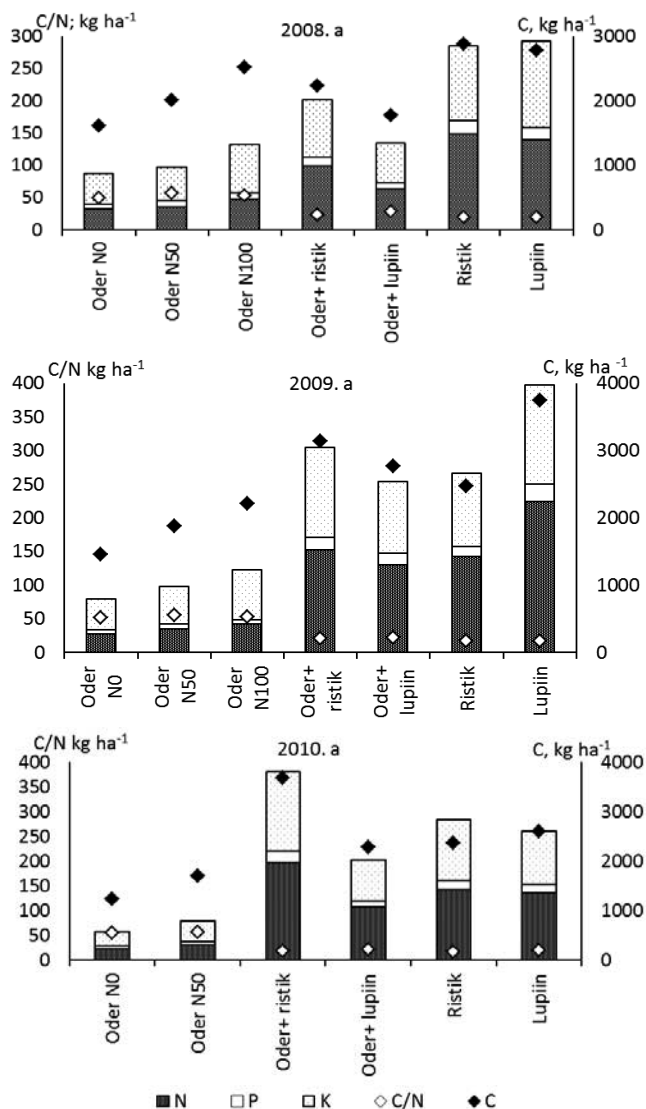 C/N; kg ha-1
2008. a
C, kg ha-1
300
250
200
150
100
50
0
3000
2000
1000
0
Oder N0
Oder N50
Oder N100
Oder+ ristik
Oder+ lupiin
Ristik
Lupiin
C/N kg ha-1
2009. a
C, kg ha -1
400
350
300
250
200
150
100
50
0
4000
3000
2000
1000
0
Oder N0
Oder N50
Oder N100
Oder+ ristik
Oder+ lupiin
Ristik
Lupiin
C/N kg ha-1
2010. a
C, kg ha-1
400
350
300
250
200
150
100
50
0
4000
3000
2000
1000
0
Oder N0
Oder N50
Oder+ ristik
Oder+ lupiin
Ristik
Lupiin
N P K C/N C